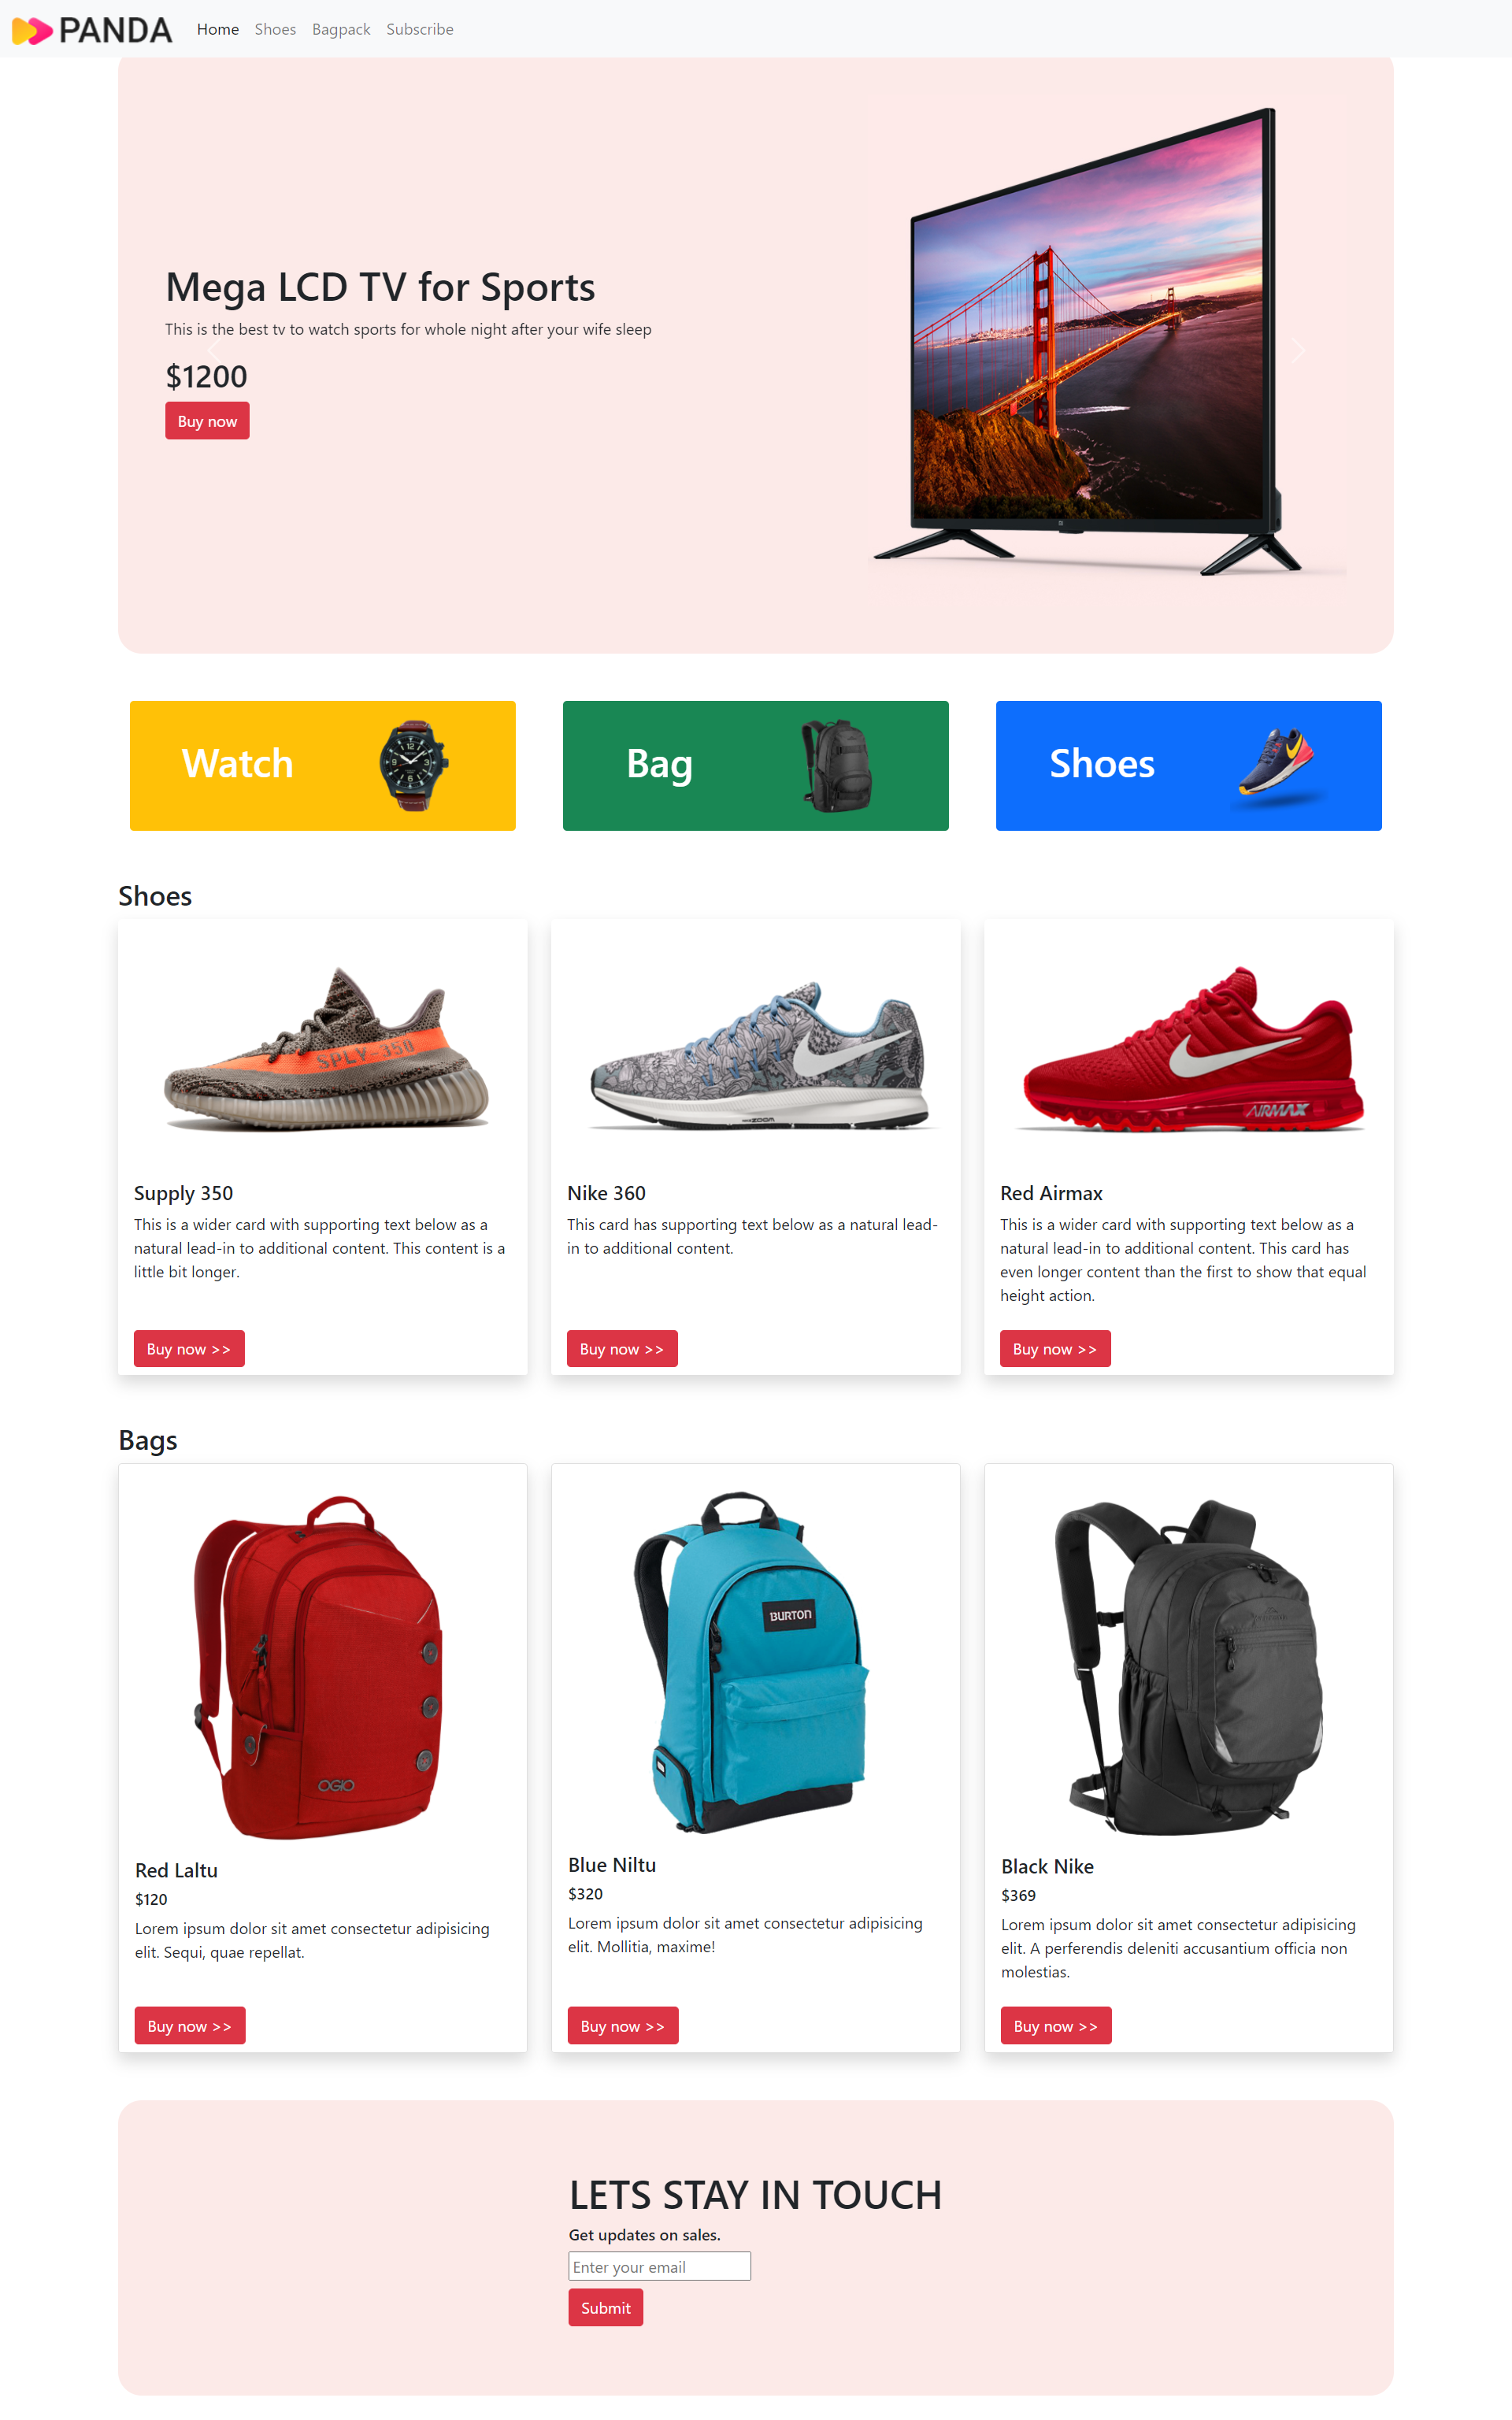 PANDA
Home Shoes Bagpack Subscribe
Mega LCD TV for Sports
This is the best tv to watch sports for whole night after your wife sleep
$1200
Buy now
Watch
Bag
Shoes
Shoes
SPLY-350
ZOOM
AIRMAX
Supply 350
This is a wider card with supporting text below as a
natural lead-in to additional content. This content is a
little bit longer.
Buy now >>
Nike 360
This card has supporting text below as a natural lead-
in to additional content.
Buy now >>
Red Airmax
This is a wider card with supporting text below as a
natural lead-in to additional content. This card has
even longer content than the first to show that equal
height action.
Buy now >>
Bags
OGIO
BURTON
Red Laltu
$120
Lorem ipsum dolor sit amet consectetur adipisicing
elit. Sequi, quae repellat.
Buy now >>
Blue Niltu
$320
Lorem ipsum dolor sit amet consectetur adipisicing
elit. Mollitia, maxime!
Buy now >>
Black Nike
$369
Lorem ipsum dolor sit amet consectetur adipisicing
elit. A perferendis deleniti accusantium officia non
molestias.
Buy now >>
LETS STAY IN TOUCH
Get updates on sales.
Enter your email
Submit